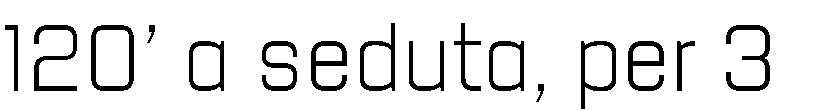 120’ a seduta, per 3